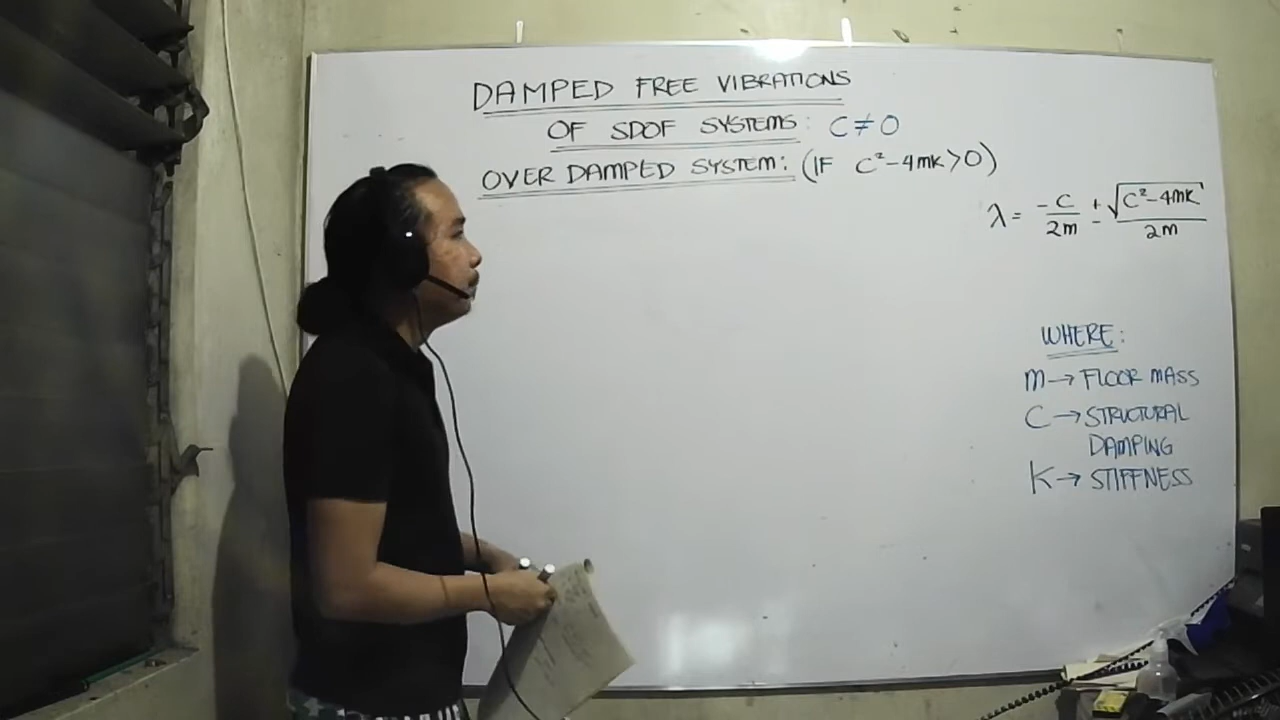 DAMPED FREE VIBRATIONS
OF SDOF SYSTEMS: C≠0
OVER DAMPED SYSTEM: (IF C²-4mk>0)
λ = -C/2m ± √(C²-4mk)/2m
WHERE:
m → FLOOR MASS
C → STRUCTURAL
DAMPING
K → STIFFNESS